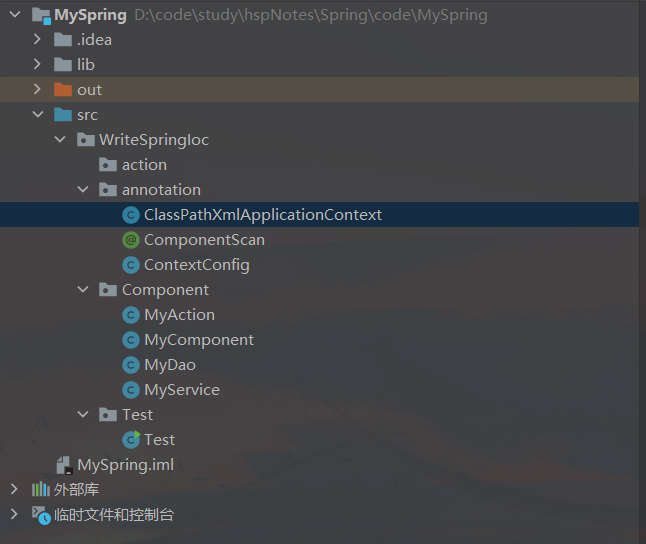 MySpring D:\code\study\hspNotes\Spring\code\MySpring
.idea
lib
out
src
WriteSpringIoc
action
annotation
ClassPathXmlApplicationContext
ComponentScan
ContextConfig
Component
MyAction
MyComponent
MyDao
MyService
Test
Test
MySpring.iml
外部库
临时文件和控制台